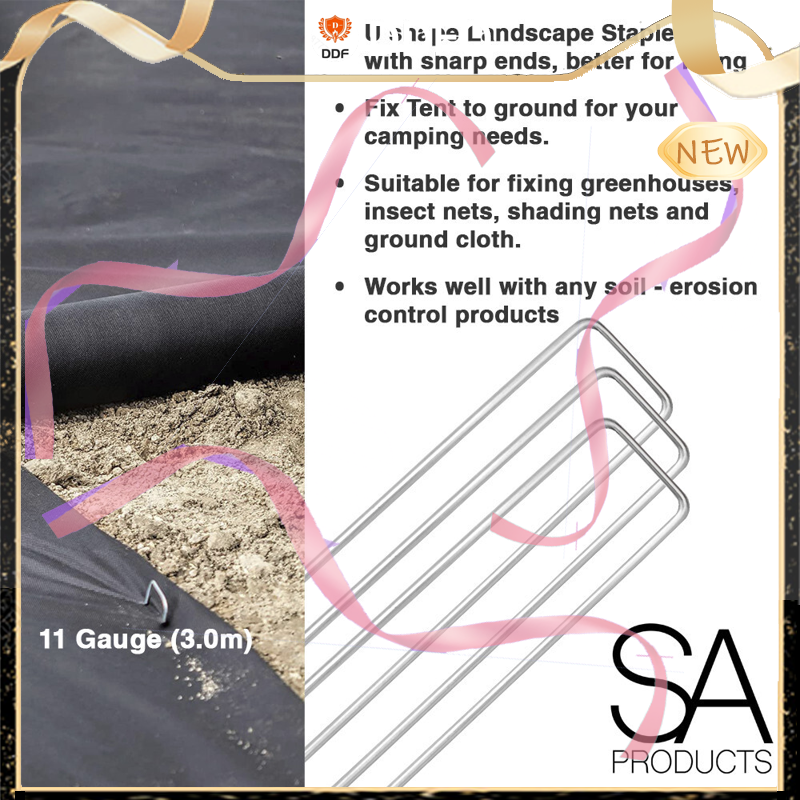 DDF
U shape Landscape Staple
with sharp ends, better for
Fix Tent to ground for your
camping needs.
NEW
Suitable for fixing greenhouses,
insect nets, shading nets and
ground cloth.
Works well with any soil - erosion
control products
11 Gauge (3.0m)
SA
PRODUCTS